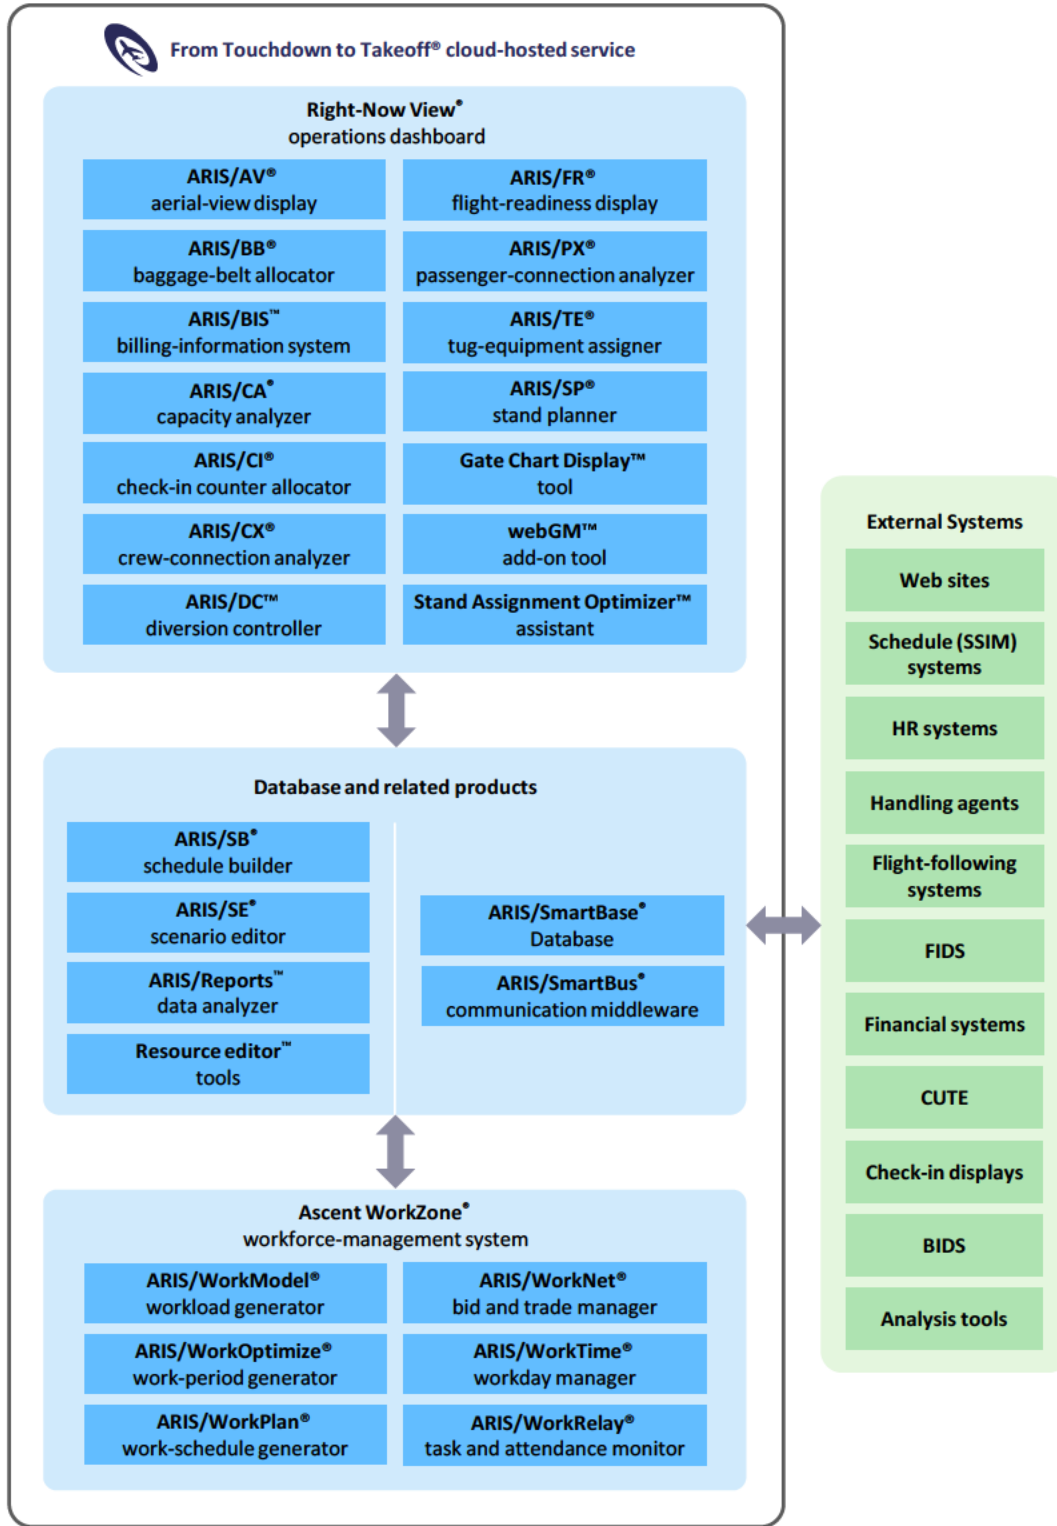 From Touchdown to Takeoff® cloud-hosted service
Right-Now View®
operations dashboard
ARIS/AV®
aerial-view display
ARIS/FR®
flight-readiness display
ARIS/BB®
baggage-belt allocator
ARIS/PX®
passenger-connection analyzer
ARIS/BIS™
billing-information system
ARIS/TE®
tug-equipment assigner
ARIS/CA®
capacity analyzer
ARIS/SP®
stand planner
ARIS/CI®
check-in counter allocator
Gate Chart Display™
tool
ARIS/CX®
crew-connection analyzer
webGM™
add-on tool
ARIS/DC™
diversion controller
Stand Assignment Optimizer™
assistant
Database and related products
ARIS/SB®
schedule builder
ARIS/SE®
scenario editor
ARIS/Reports™
data analyzer
Resource editor™
tools
ARIS/SmartBase®
Database
ARIS/SmartBus®
communication middleware
Ascent WorkZone®
workforce-management system
ARIS/WorkModel®
workload generator
ARIS/WorkNet®
bid and trade manager
ARIS/WorkOptimize®
work-period generator
ARIS/WorkTime®
workday manager
ARIS/WorkPlan®
work-schedule generator
ARIS/WorkRelay®
task and attendance monitor
External Systems
Web sites
Schedule (SSIM)
systems
HR systems
Handling agents
Flight-following
systems
FIDS
Financial systems
CUTE
Check-in displays
BIDS
Analysis tools